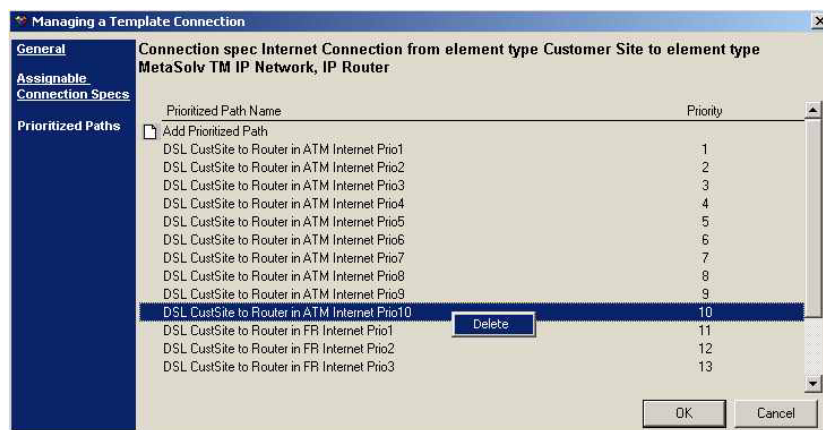 Managing a Template Connection
General
Assignable
Connection Specs
Prioritized Paths
Connection spec Internet Connection from element type Customer Site to element type
MetaSolv TM IP Network, IP Router
Prioritized Path Name Priority
Add Prioritized Path
DSL CustSite to Router in ATM Internet Prio1 1
DSL CustSite to Router in ATM Internet Prio2 2
DSL CustSite to Router in ATM Internet Prio3 3
DSL CustSite to Router in ATM Internet Prio4 4
DSL CustSite to Router in ATM Internet Prio5 5
DSL CustSite to Router in ATM Internet Prio6 6
DSL CustSite to Router in ATM Internet Prio7 7
DSL CustSite to Router in ATM Internet Prio8 8
DSL CustSite to Router in ATM Internet Prio9 9
DSL CustSite to Router in ATM Internet Prio10 10
Delete
DSL CustSite to Router in FR Internet Prio1 11
DSL CustSite to Router in FR Internet Prio2 12
DSL CustSite to Router in FR Internet Prio3 13
OK Cancel